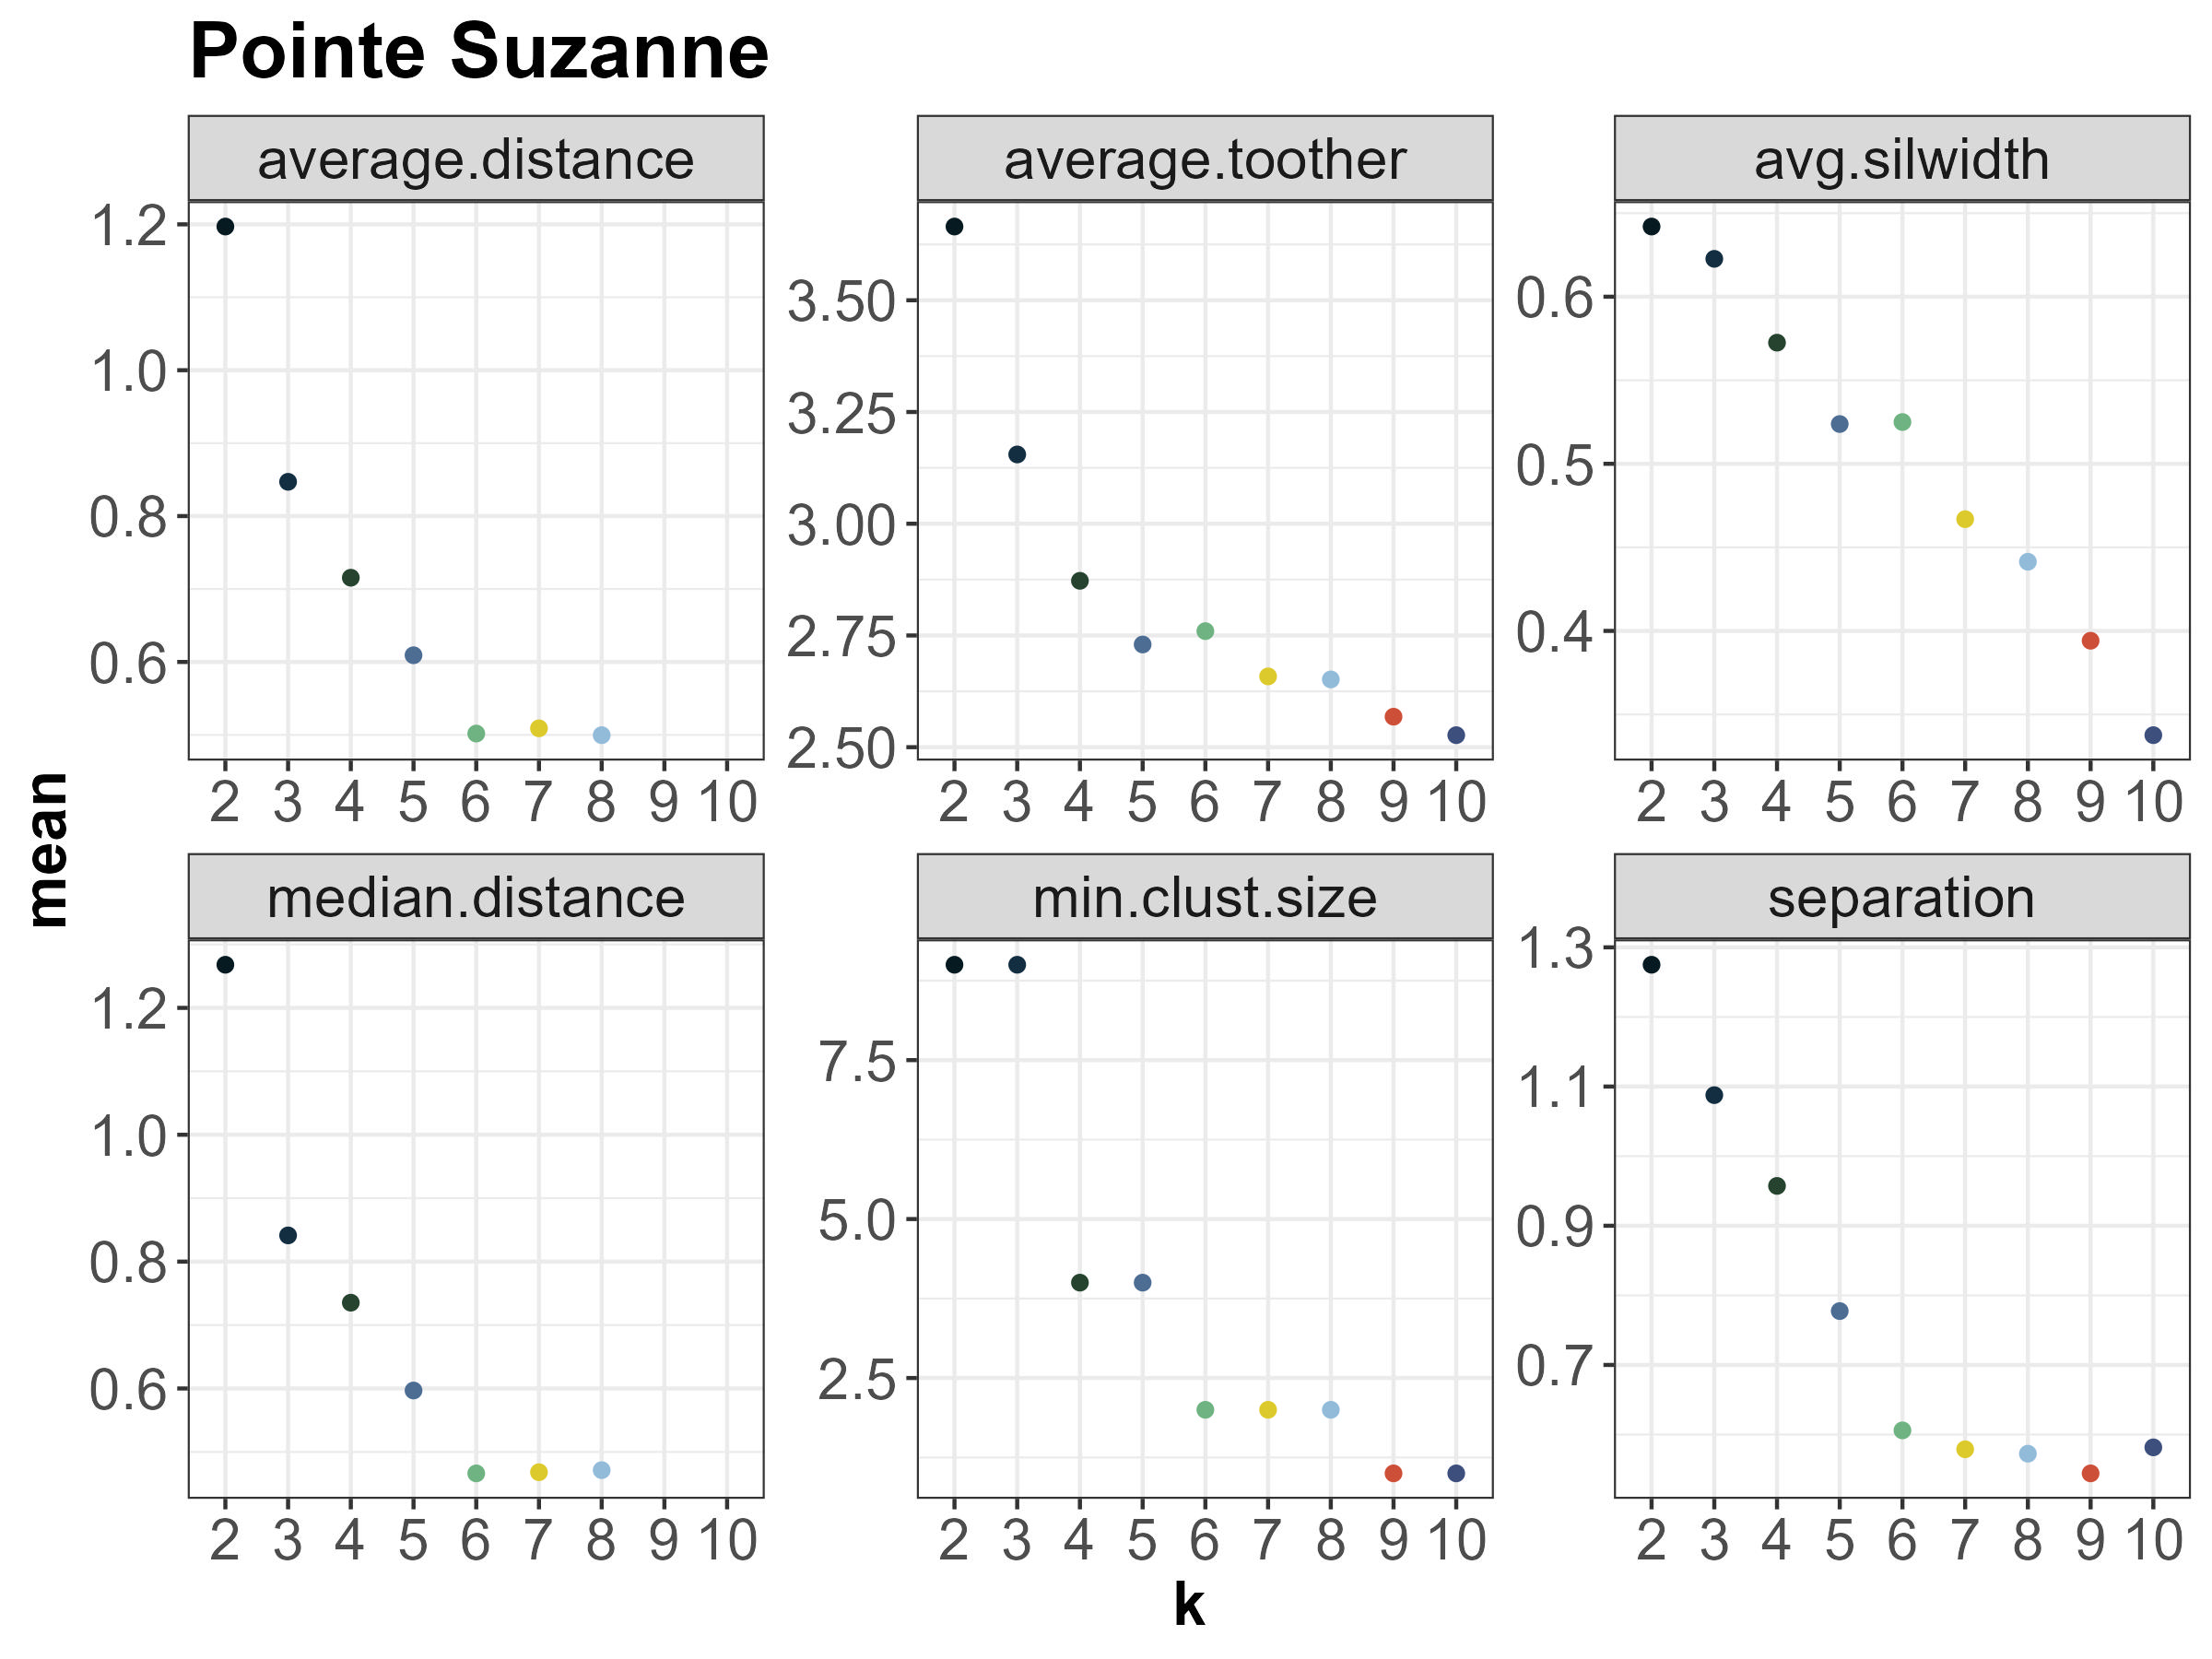 Pointe Suzanne
average.distance
average.toother
avg.silwidth
1.2
1.0
0.8
0.6
3.50
3.25
3.00
2.75
2.50
0.6
0.5
0.4
2 3 4 5 6 7 8 9 10
2 3 4 5 6 7 8 9 10
2 3 4 5 6 7 8 9 10
mean
median.distance
min.clust.size
separation
1.2
1.0
0.8
0.6
7.5
5.0
2.5
1.3
1.1
0.9
0.7
2 3 4 5 6 7 8 9 10
2 3 4 5 6 7 8 9 10
2 3 4 5 6 7 8 9 10
k